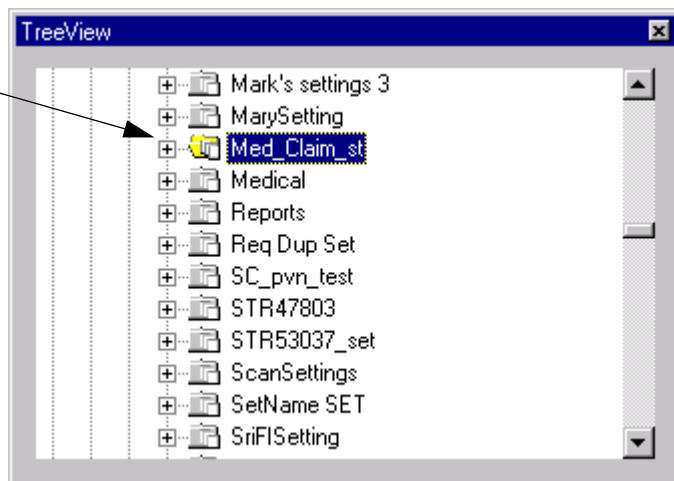 TreeView
Mark's settings 3
MarySetting
Med_Claim_st
Medical
Reports
Req Dup Set
SC_pvn_test
STR47803
STR53037_set
ScanSettings
SetName SET
SriFISetting